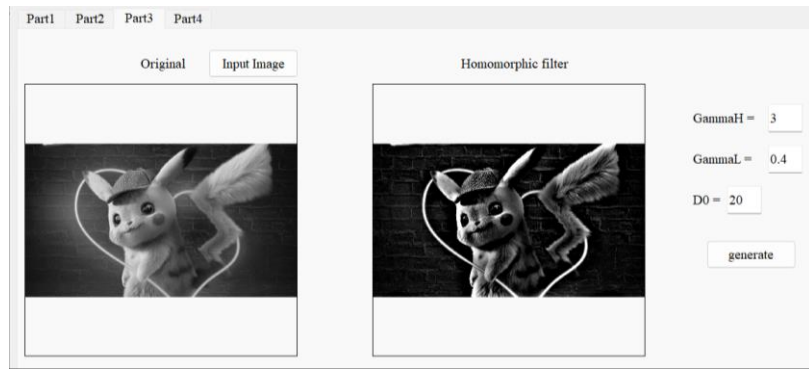 Part1 Part2 Part3 Part4
Original Input Image Homomorphic filter
GammaH = 3
GammaL = 0.4
D0 = 20
generate